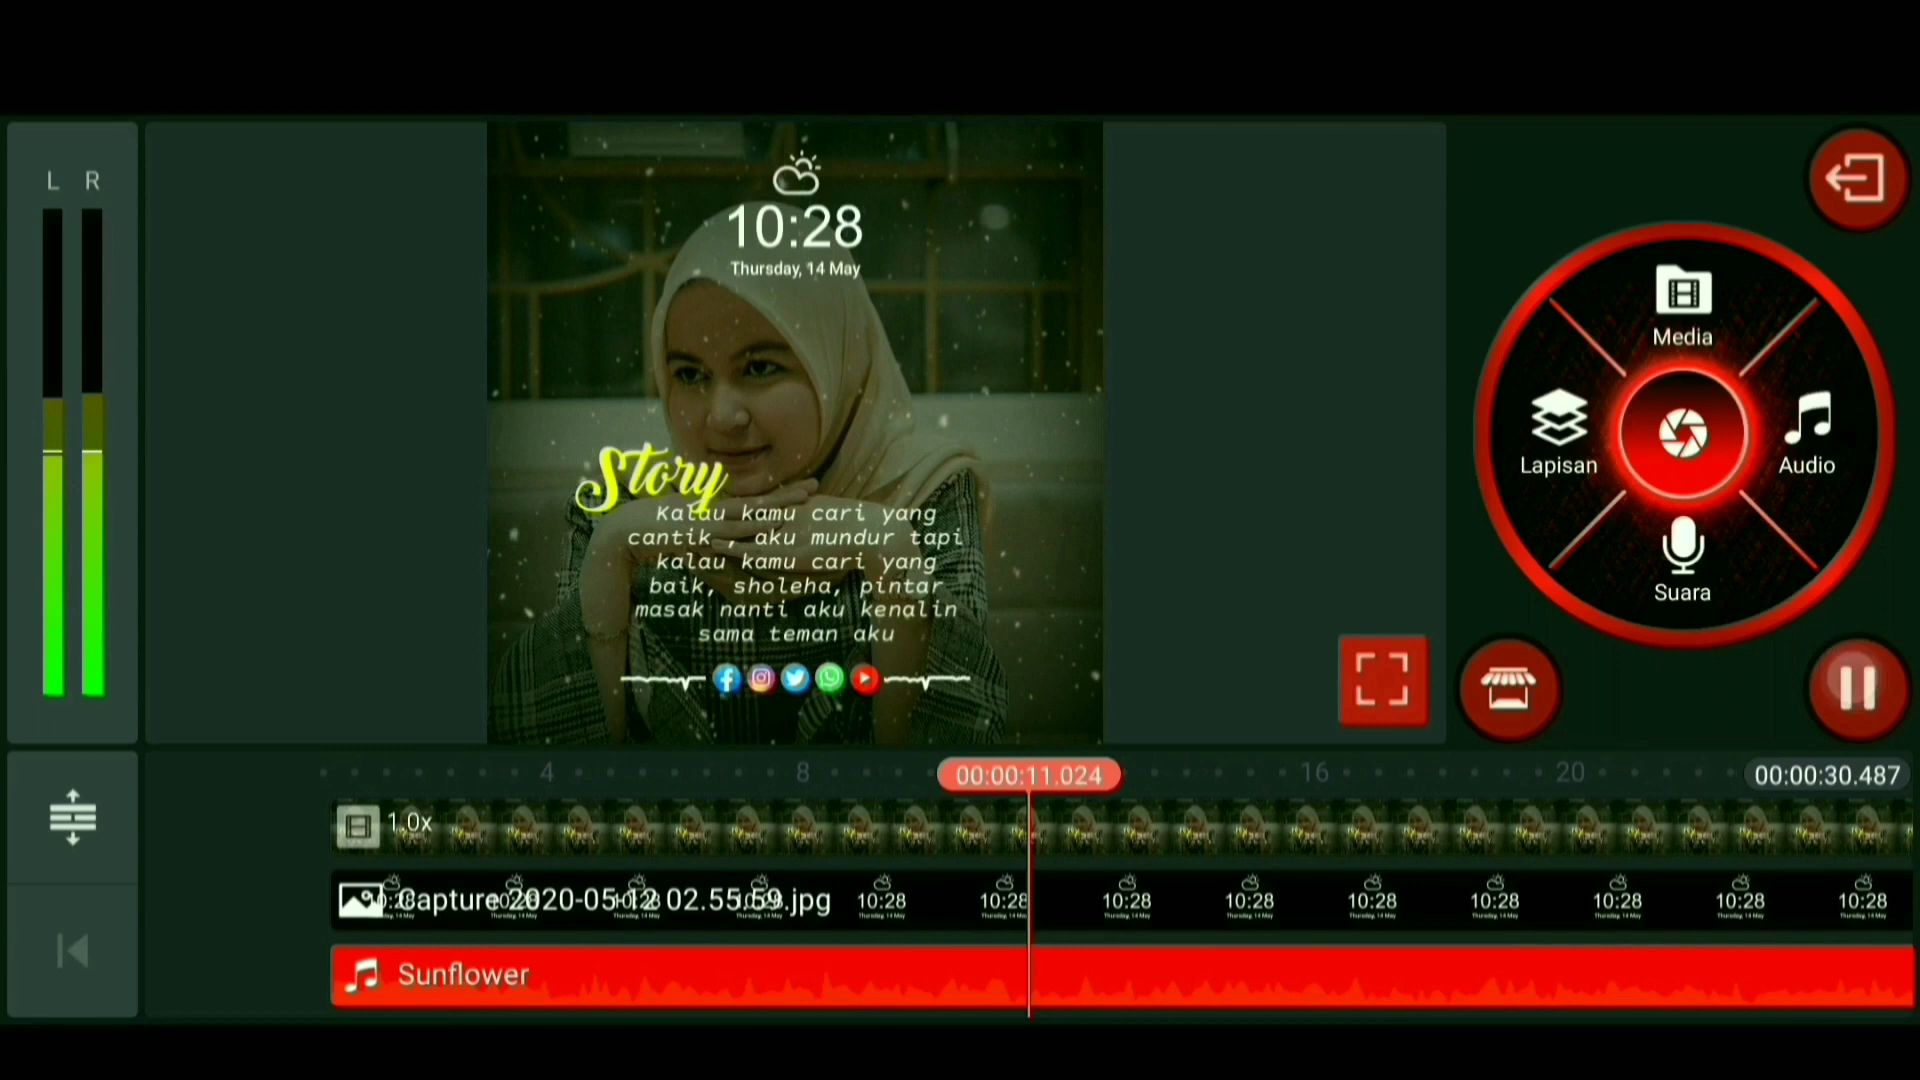 L R
10:28
Thursday, 14 May
Story
Kalau kamu cari yang
cantik , aku mundur tapi
kalau kamu cari yang
baik, sholeha, pintar
masak nanti aku kenalin
sama teman aku
Media
Lapisan
Audio
Suara
4 8 00:00:11.024 16 20 00:00:30.487
1.0x
Capture 2020-05-12 02.55.59.jpg
10:28 10:28 10:28 10:28 10:28 10:28 10:28 10:28 10:28
Sunflower